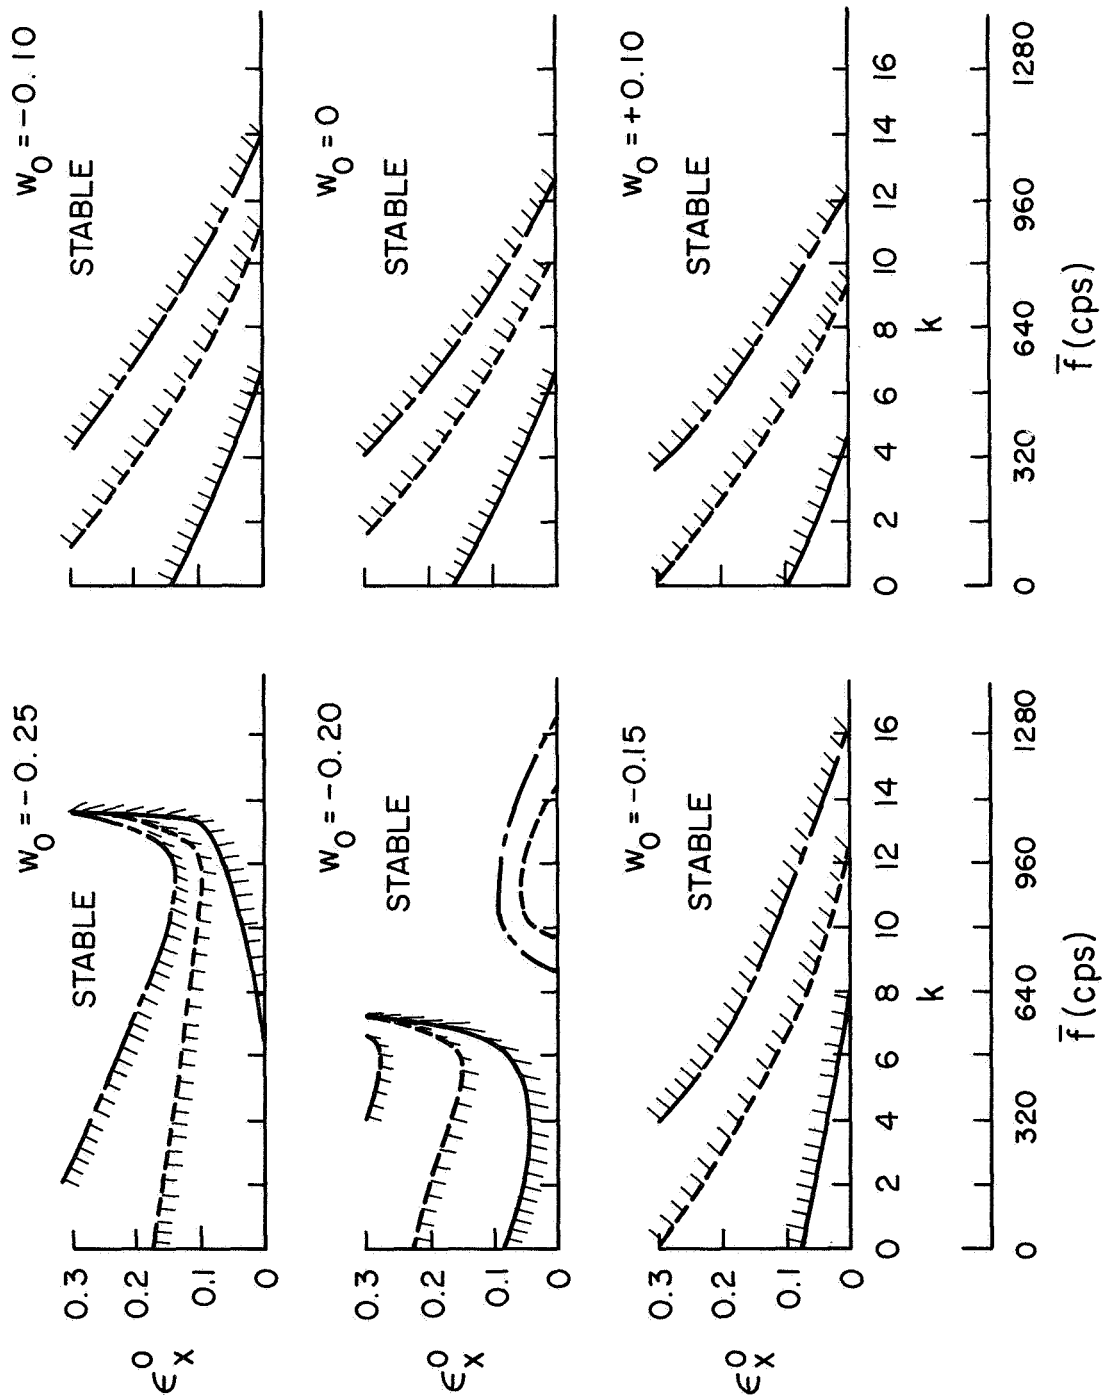 W₀ = -0.25
STABLE
0.3
0.2
0.1
0
ϵₓ⁰
W₀ = -0.10
STABLE
W₀ = -0.20
STABLE
0.3
0.2
0.1
0
ϵₓ⁰
W₀ = 0
STABLE
W₀ = -0.15
STABLE
0.3
0.2
0.1
0
ϵₓ⁰
0 2 4 6 8 10 12 14 16
k
0 320 640 960 1280
f̅ (cps)
W₀ = +0.10
STABLE
0 2 4 6 8 10 12 14 16
k
0 320 640 960 1280
f̅ (cps)